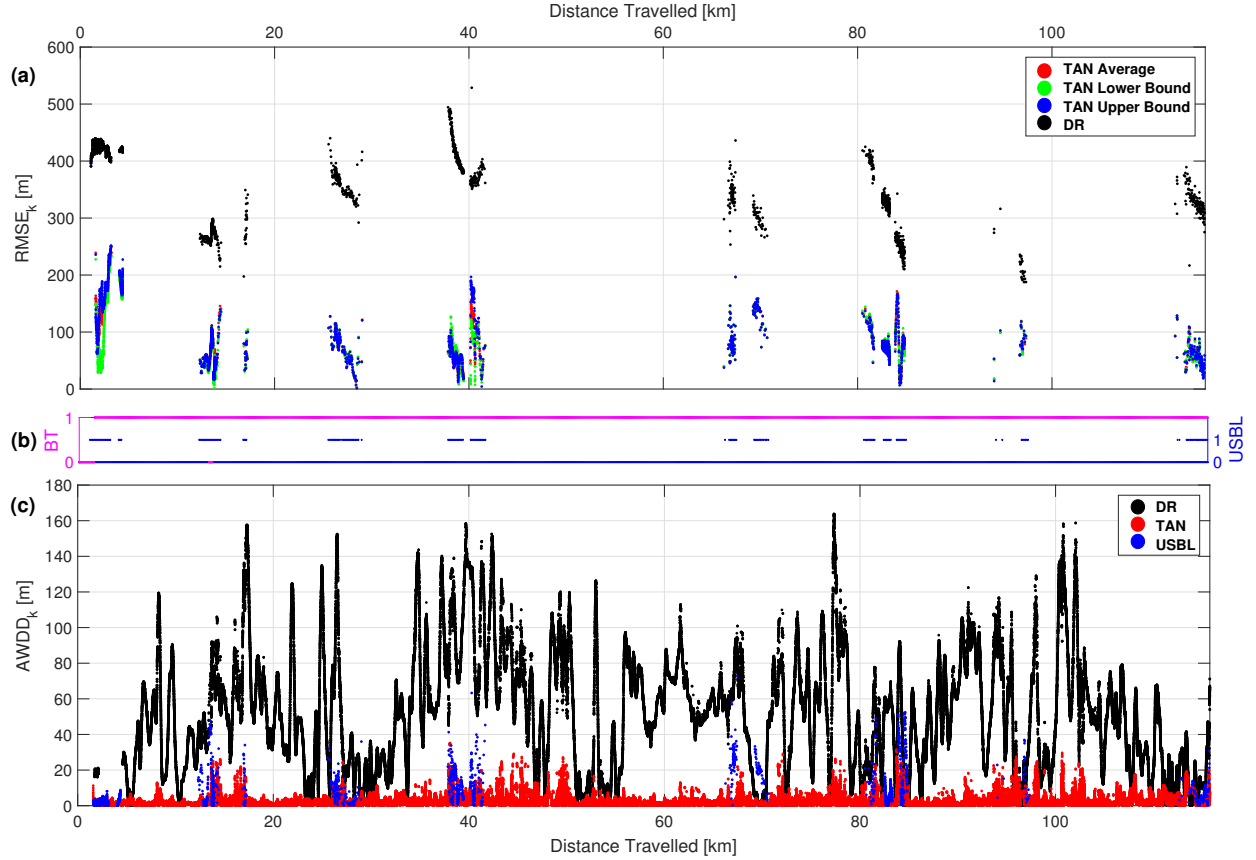 Distance Travelled [km]
0 20 40 60 80 100
(a)
600
500
400
300
200
100
0
RMSE_k [m]
TAN Average
TAN Lower Bound
TAN Upper Bound
DR
(b)
BT
1
0
1
0
USBL
(c)
180
160
140
120
100
80
60
40
20
0
AWDD_k [m]
DR
TAN
USBL
0 20 40 60 80 100
Distance Travelled [km]